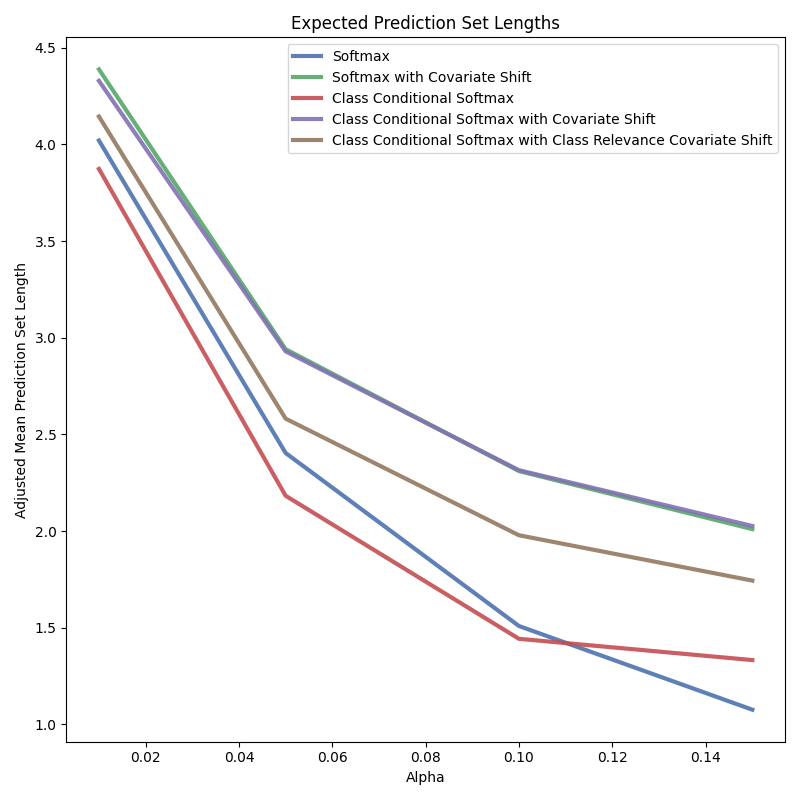 Expected Prediction Set Lengths
Softmax
Softmax with Covariate Shift
Class Conditional Softmax
Class Conditional Softmax with Covariate Shift
Class Conditional Softmax with Class Relevance Covariate Shift
Adjusted Mean Prediction Set Length
4.5
4.0
3.5
3.0
2.5
2.0
1.5
1.0
0.02 0.04 0.06 0.08 0.10 0.12 0.14
Alpha